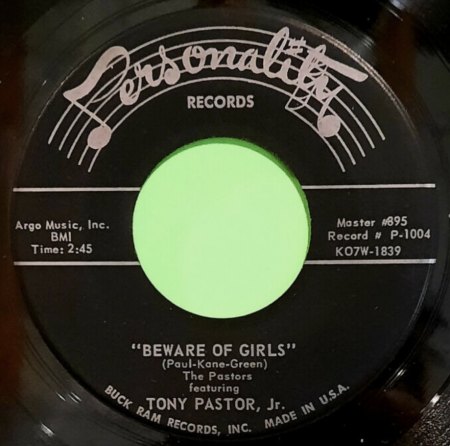 Personality
RECORDS
Argo Music, Inc.
BMI
Time: 2:45
Master #895
Record # P-1004
KO7W-1839
"BEWARE OF GIRLS"
(Paul-Kane-Green)
The Pastors
featuring
TONY PASTOR, Jr.
BUCK RAM RECORDS, INC. MADE IN U.S.A.